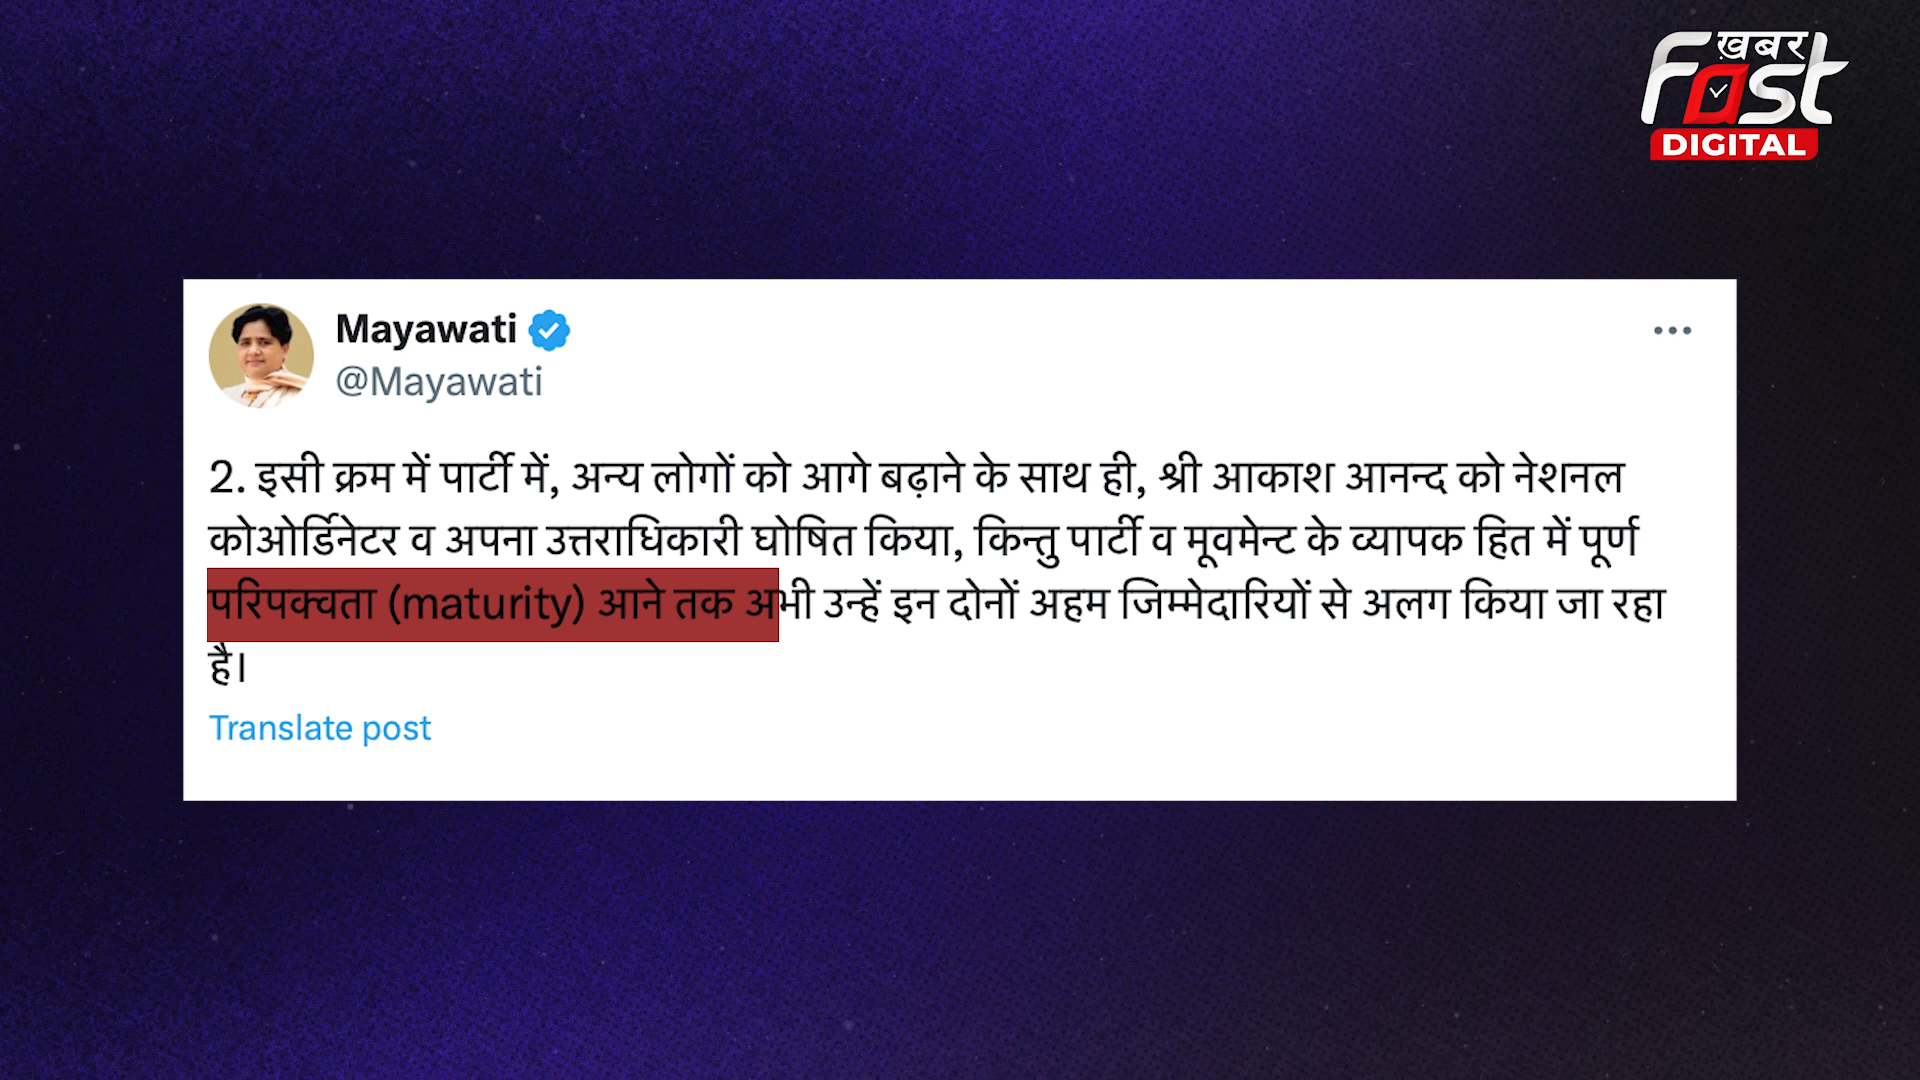 ख़बर
Fast
DIGITAL
Mayawati
@Mayawati
2. इसी क्रम में पार्टी में, अन्य लोगों को आगे बढ़ाने के साथ ही, श्री आकाश आनन्द को नेशनल
कोओर्डिनेटर व अपना उत्तराधिकारी घोषित किया, किन्तु पार्टी व मूवमेन्ट के व्यापक हित में पूर्ण
परिपक्वता (maturity) आने तक अभी उन्हें इन दोनों अहम जिम्मेदारियों से अलग किया जा रहा
है।
Translate post